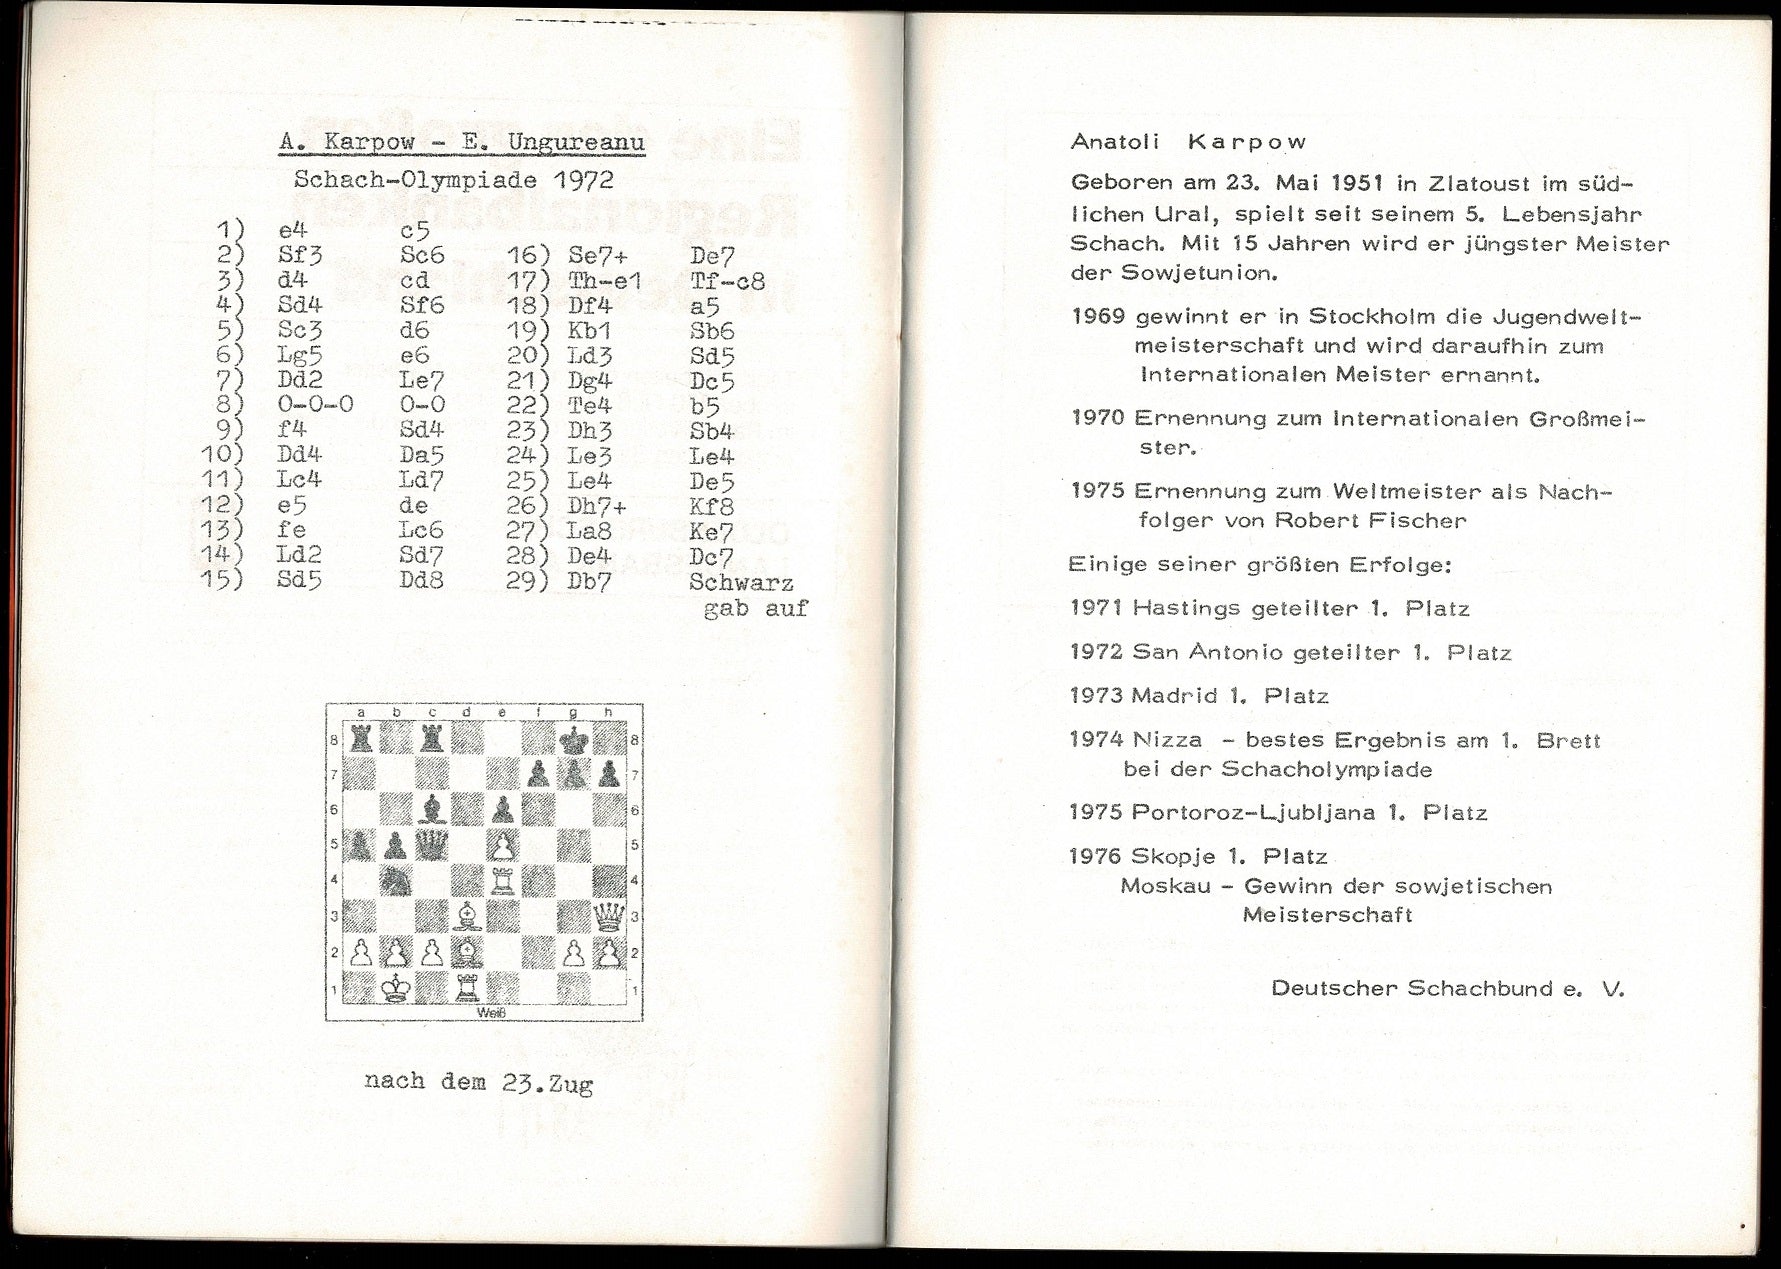 A. Karpow - E. Ungureanu
Schach-Olympiade 1972
1) e4 c5
2) Sf3 Sc6
3) d4 cd
4) Sd4 Sf6
5) Sc3 d6
6) Lg5 e6
7) Dd2 Le7
8) 0-0-0 0-0
9) f4 Sd4
10) Dd4 Da5
11) Lc4 Ld7
12) e5 de
13) fe Lc6
14) Ld2 Sd7
15) Sd5 Dd8
16) Se7+ De7
17) Th-e1 Tf-c8
18) Df4 a5
19) Kb1 Sb6
20) Ld3 Sd5
21) Dg4 Dc5
22) Te4 b5
23) Dh3 Sb4
24) Le3 Le4
25) Le4 De5
26) Dh7+ Kf8
27) La8 Ke7
28) De4 Dc7
29) Db7 Schwarz
gab auf
a b c d e f g h
8 8
7 7
6 6
5 5
4 4
3 3
2 2
1 1
Weiß
nach dem 23.Zug
Anatoli Karpow
Geboren am 23. Mai 1951 in Zlatoust im süd-
lichen Ural, spielt seit seinem 5. Lebensjahr
Schach. Mit 15 Jahren wird er jüngster Meister
der Sowjetunion.
1969 gewinnt er in Stockholm die Jugendwelt-
meisterschaft und wird daraufhin zum
Internationalen Meister ernannt.
1970 Ernennung zum Internationalen Großmei-
ster.
1975 Ernennung zum Weltmeister als Nach-
folger von Robert Fischer
Einige seiner größten Erfolge:
1971 Hastings geteilter 1. Platz
1972 San Antonio geteilter 1. Platz
1973 Madrid 1. Platz
1974 Nizza - bestes Ergebnis am 1. Brett
bei der Schacholympiade
1975 Portoroz-Ljubljana 1. Platz
1976 Skopje 1. Platz
Moskau - Gewinn der sowjetischen
Meisterschaft
Deutscher Schachbund e. V.